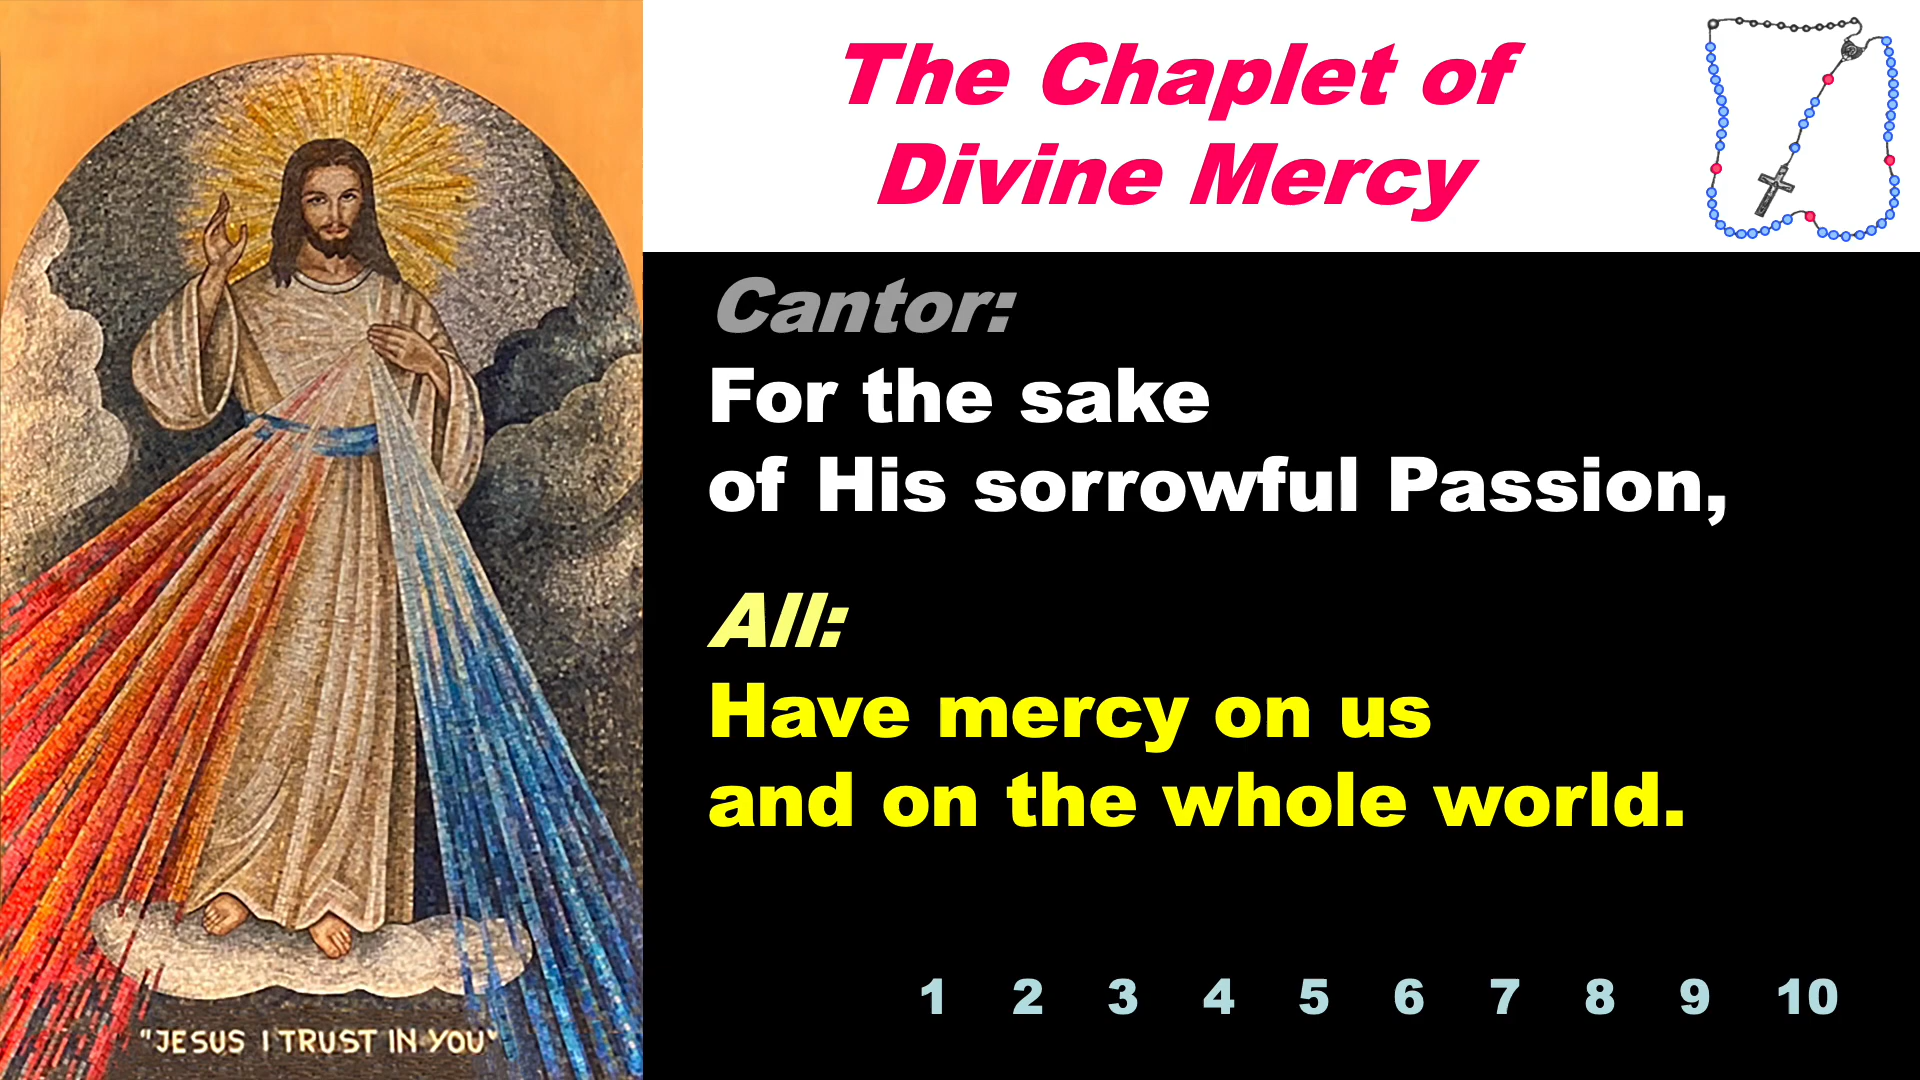 The Chaplet of
Divine Mercy
Cantor:
For the sake
of His sorrowful Passion,
All:
Have mercy on us
and on the whole world.
1 2 3 4 5 6 7 8 9 10
"JESUS I TRUST IN YOU"